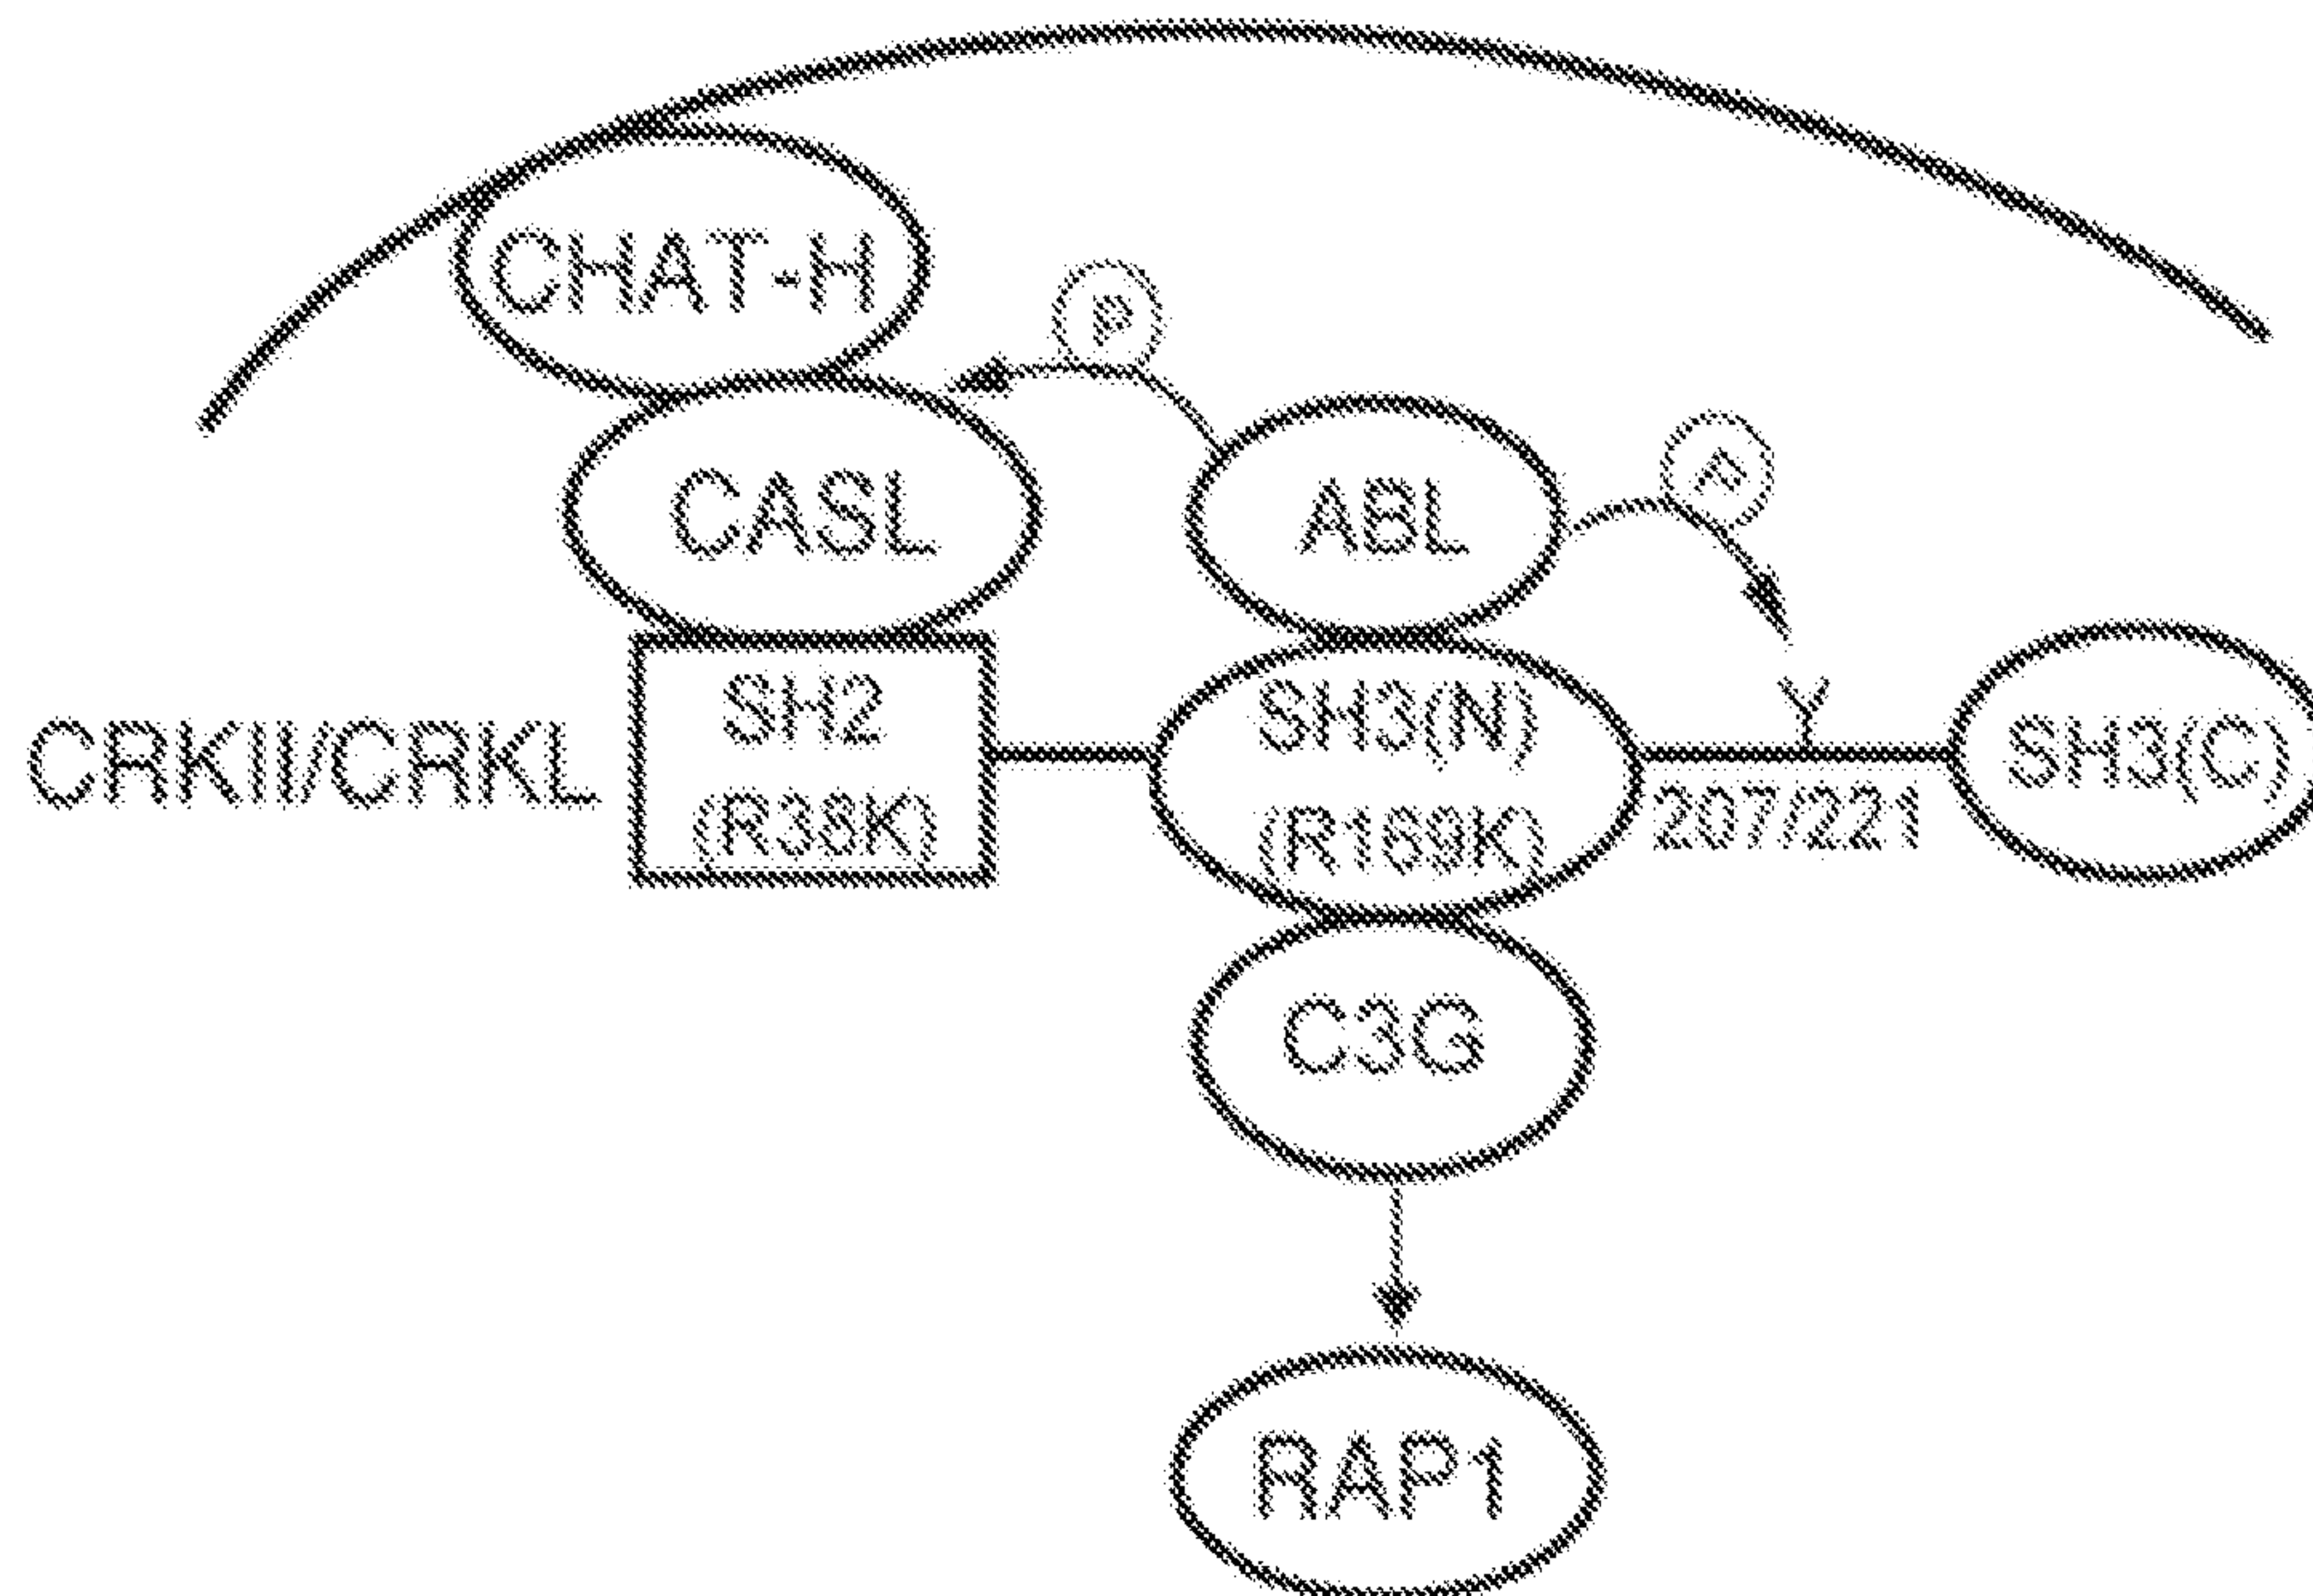 CHAT-H
P
CASL
ABL
P
CRKII/CRKL
SH2
(R38K)
SH3(N)
(R169K)
Y
207/221
SH3(C)
C3G
RAP1